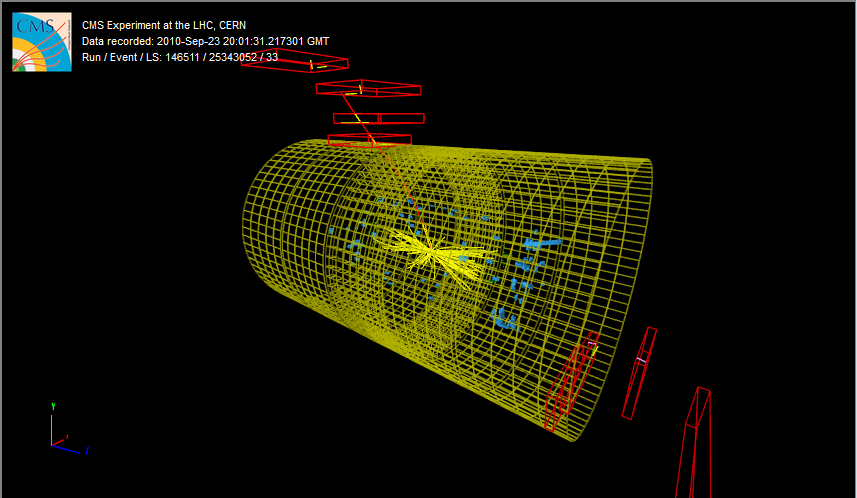 CMS
CMS Experiment at the LHC, CERN
Data recorded: 2010-Sep-23 20:01:31.217301 GMT
Run / Event / LS: 146511 / 25343052 / 33
Y